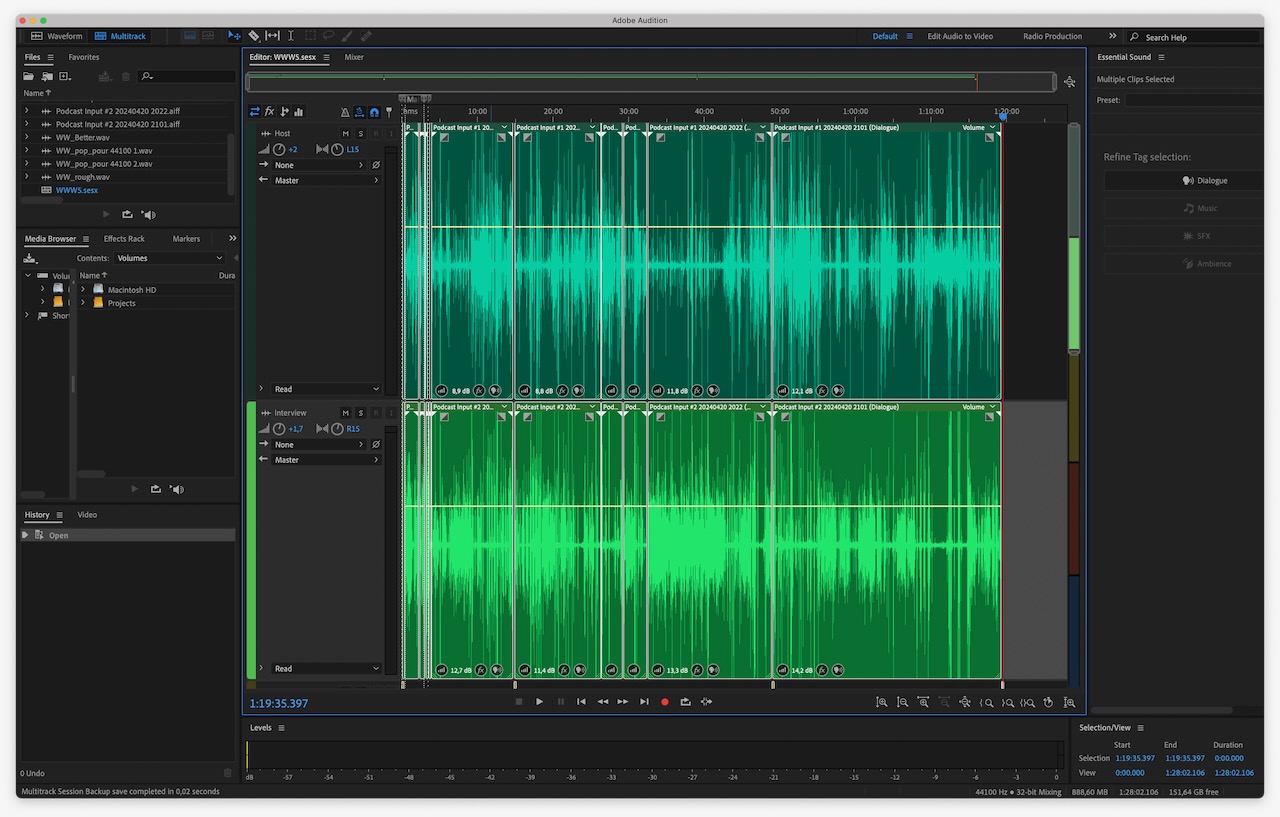 Adobe Audition
Waveform Multitrack Default Edit Audio to Video Radio Production Search Help
Files Favorites
Name
Podcast Input #2 20240420 2022.aiff
Podcast Input #2 20240420 2101.aiff
WW_Better.wav
WW_pop_pour 44100 1.wav
WW_pop_pour 44100 2.wav
WW_rough.wav
WWW5.sesx
Media Browser Effects Rack Markers
Contents: Volumes
Volu Name Dura
Macintosh HD
Projects
Shor
History Video
Open
0 Undo
Editor: WWW5.sesx Mixer
hms 10:00 20:00 30:00 40:00 50:00 1:00:00 1:10:00 1:20:00
Host M S R I
+2 L15
None
Master
Read
P... Podcast Input #1 20... Podcast Input #1 202... Pod... Pod... Podcast Input #1 20240420 2022 (... Podcast Input #1 20240420 2101 (Dialogue) Volume
8,9 dB fx 8,8 dB fx 11,8 dB fx 12,1 dB fx
Interview M S R I
+1,7 R15
None
Master
Read
P... Podcast Input #2 20... Podcast Input #2 202... Pod... Pod... Podcast Input #2 20240420 2022 (... Podcast Input #2 20240420 2101 (Dialogue) Volume
12,7 dB fx 11,4 dB fx 13,3 dB fx 14,2 dB fx
1:19:35.397
Levels
dB -57 -54 -51 -48 -45 -42 -39 -36 -33 -30 -27 -24 -21 -18 -15 -12 -9 -6 -3 0
Essential Sound
Multiple Clips Selected
Preset:
Refine Tag selection:
Dialogue
Music
SFX
Ambience
Selection/View
Start End Duration
Selection 1:19:35.397 1:19:35.397 0:00.000
View 0:00.000 1:28:02.106 1:28:02.106
Multitrack Session Backup save completed in 0,02 seconds 44100 Hz ● 32-bit Mixing 888,60 MB 1:28:02.106 151,64 GB free